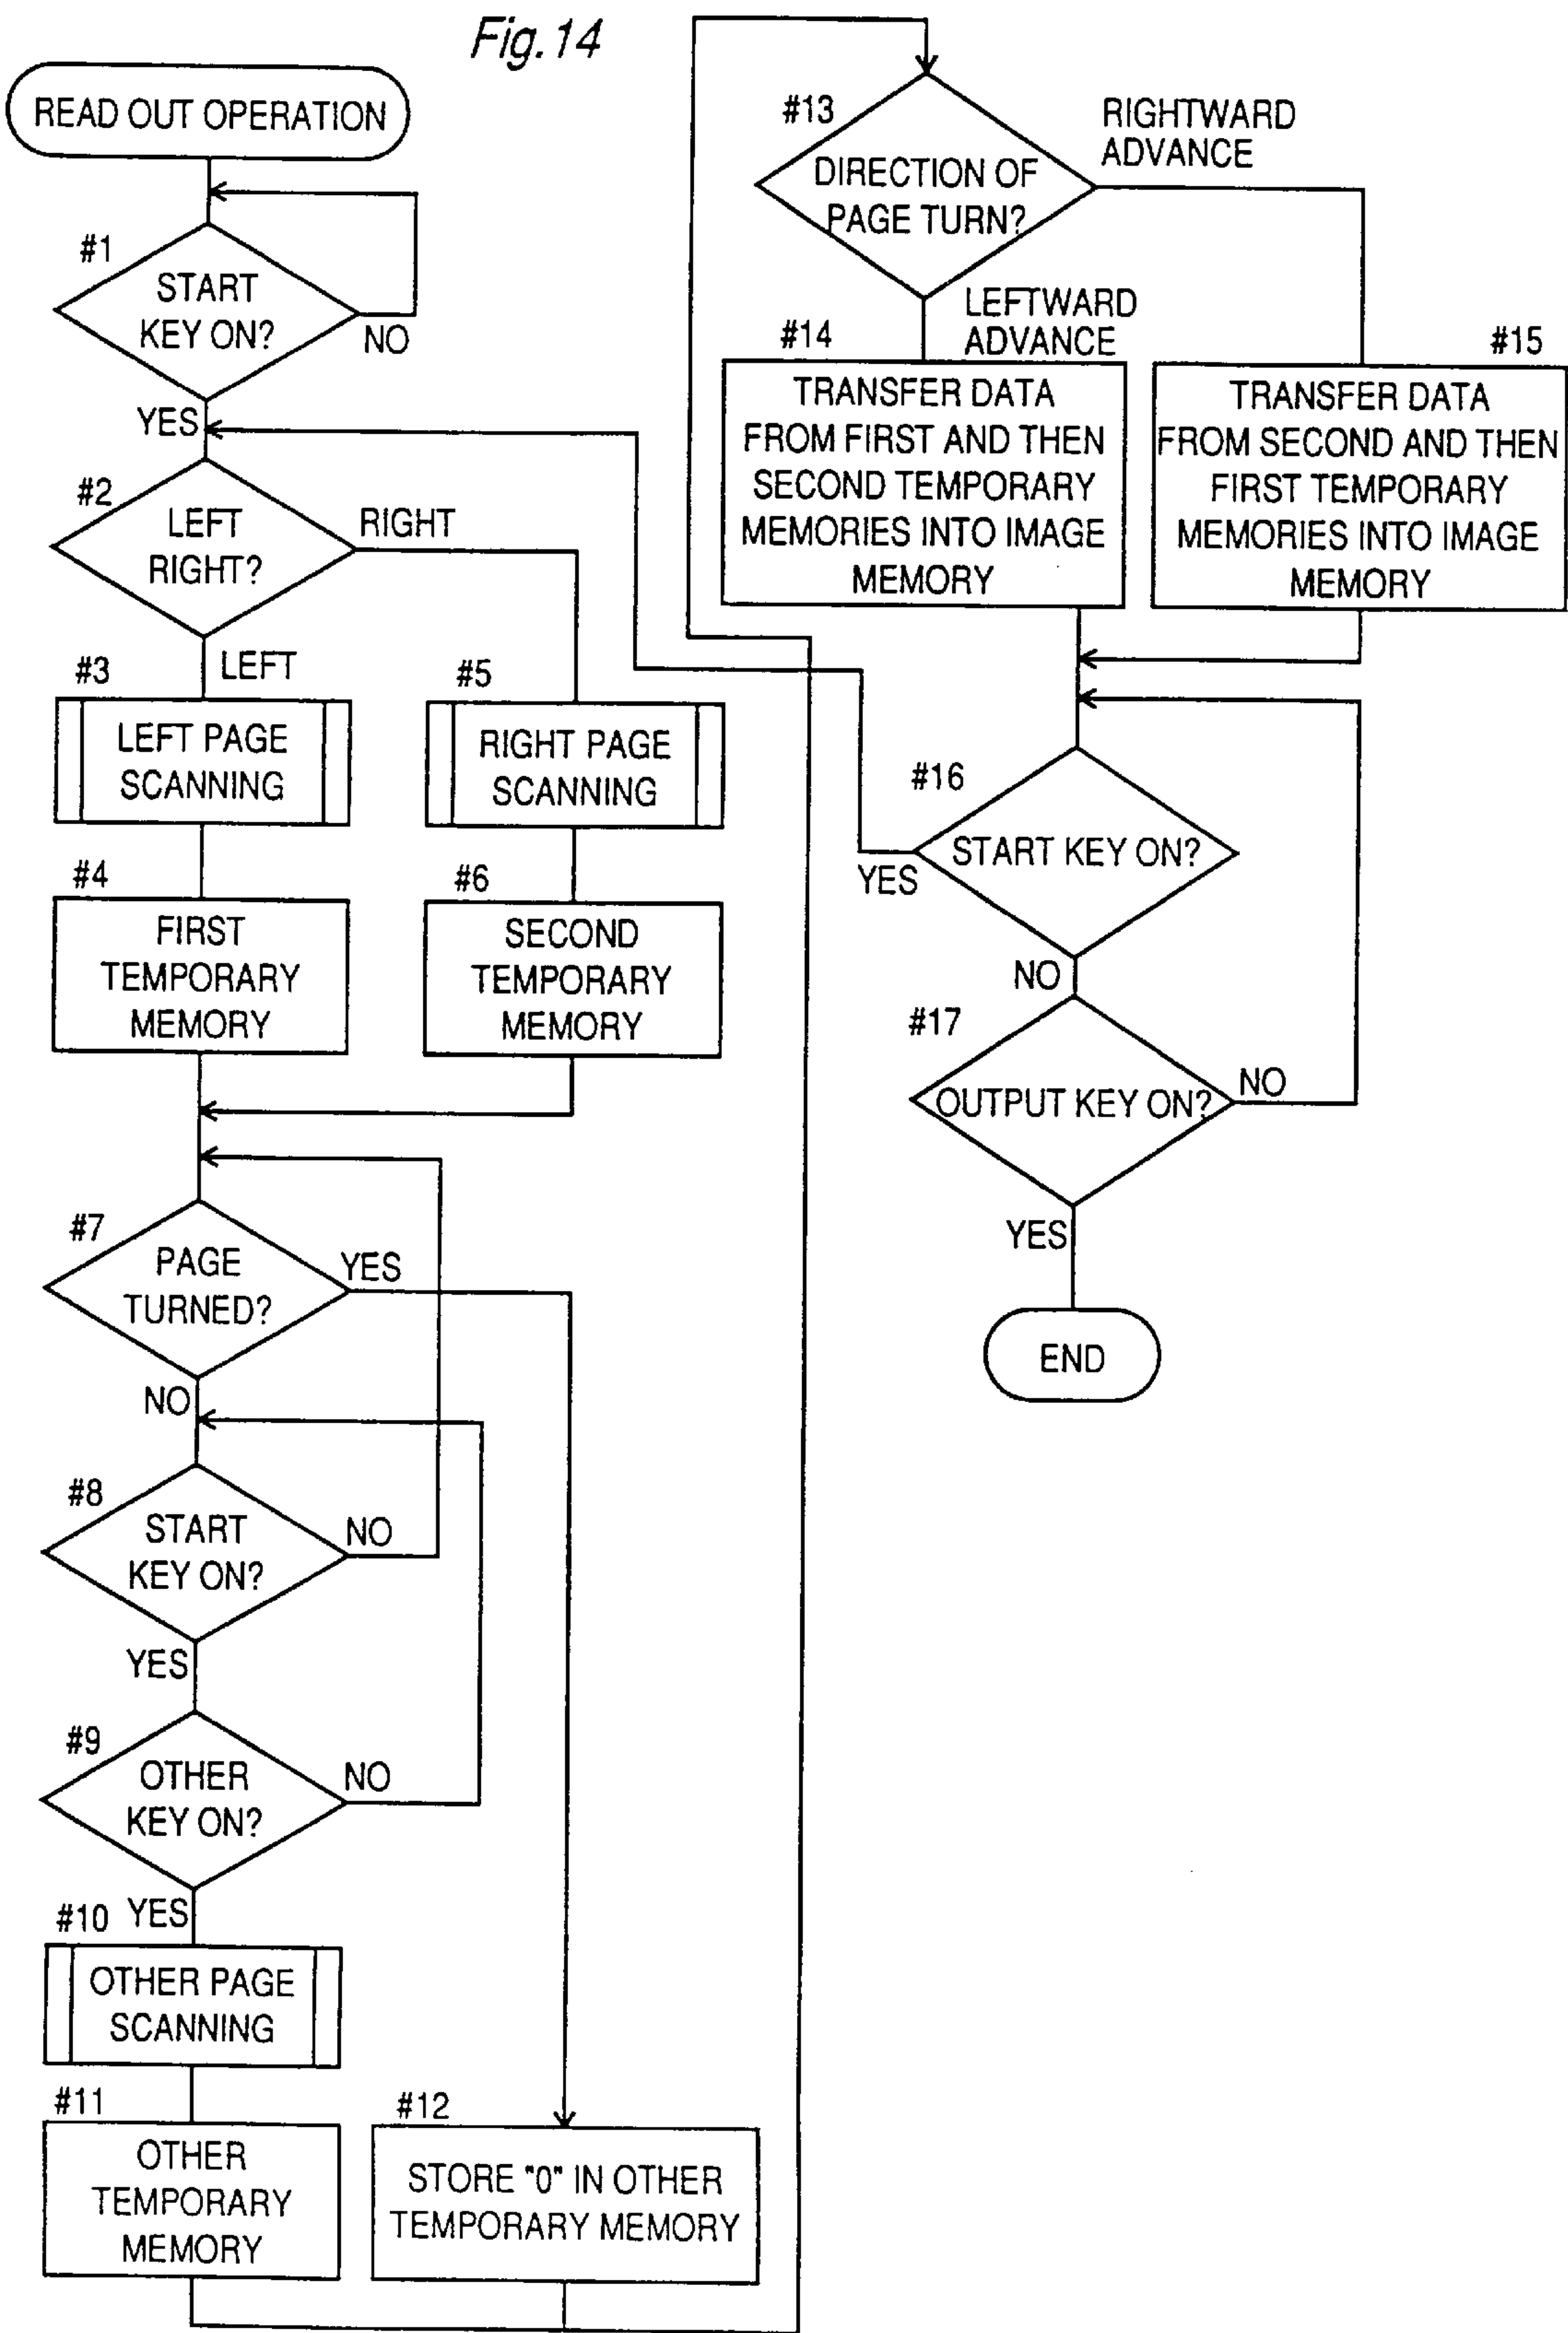 Fig.14
READ OUT OPERATION
#1
START
KEY ON?
NO
YES
#2
LEFT
RIGHT?
RIGHT
LEFT
#3
LEFT PAGE
SCANNING
#5
RIGHT PAGE
SCANNING
#4
FIRST
TEMPORARY
MEMORY
#6
SECOND
TEMPORARY
MEMORY
#7
PAGE
TURNED?
YES
NO
#8
START
KEY ON?
NO
YES
#9
OTHER
KEY ON?
NO
YES
#10
OTHER PAGE
SCANNING
#11
OTHER
TEMPORARY
MEMORY
#12
STORE "0" IN OTHER
TEMPORARY MEMORY
#13
DIRECTION OF
PAGE TURN?
RIGHTWARD
ADVANCE
LEFTWARD
ADVANCE
#14
TRANSFER DATA
FROM FIRST AND THEN
SECOND TEMPORARY
MEMORIES INTO IMAGE
MEMORY
#15
TRANSFER DATA
FROM SECOND AND THEN
FIRST TEMPORARY
MEMORIES INTO IMAGE
MEMORY
#16
START KEY ON?
YES
NO
#17
OUTPUT KEY ON?
NO
YES
END